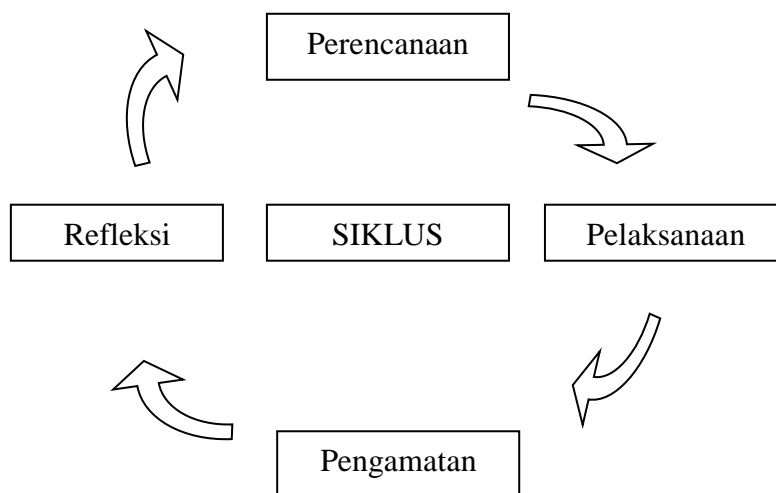 Perencanaan
Refleksi
SIKLUS
Pelaksanaan
Pengamatan